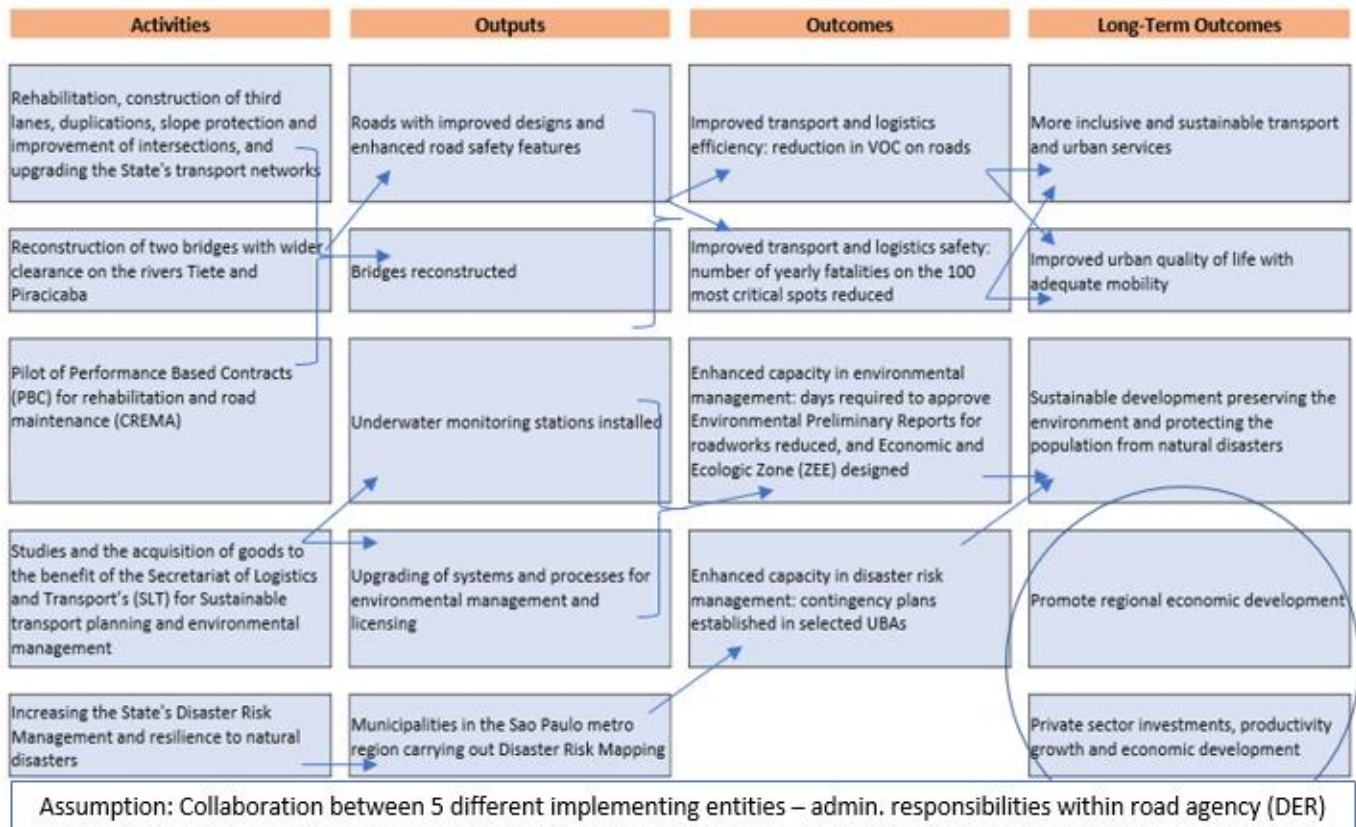 Activities
Outputs
Outcomes
Long-Term Outcomes
Rehabilitation, construction of third
lanes, duplications, slope protection and
improvement of intersections, and
upgrading the State's transport networks
Roads with improved designs and
enhanced road safety features
Improved transport and logistics
efficiency: reduction in VOC on roads
More inclusive and sustainable transport
and urban services
Reconstruction of two bridges with wider
clearance on the rivers Tiete and
Piracicaba
Bridges reconstructed
Improved transport and logistics safety:
number of yearly fatalities on the 100
most critical spots reduced
Improved urban quality of life with
adequate mobility
Pilot of Performance Based Contracts
(PBC) for rehabilitation and road
maintenance (CREMA)
Underwater monitoring stations installed
Enhanced capacity in environmental
management: days required to approve
Environmental Preliminary Reports for
roadworks reduced, and Economic and
Ecologic Zone (ZEE) designed
Sustainable development preserving the
environment and protecting the
population from natural disasters
Studies and the acquisition of goods to
the benefit of the Secretariat of Logistics
and Transport's (SLT) for Sustainable
transport planning and environmental
management
Upgrading of systems and processes for
environmental management and
licensing
Enhanced capacity in disaster risk
management: contingency plans
established in selected UBAs
Promote regional economic development
Increasing the State's Disaster Risk
Management and resilience to natural
disasters
Municipalities in the Sao Paulo metro
region carrying out Disaster Risk Mapping
Private sector investments, productivity
growth and economic development
Assumption: Collaboration between 5 different implementing entities – admin. responsibilities within road agency (DER)